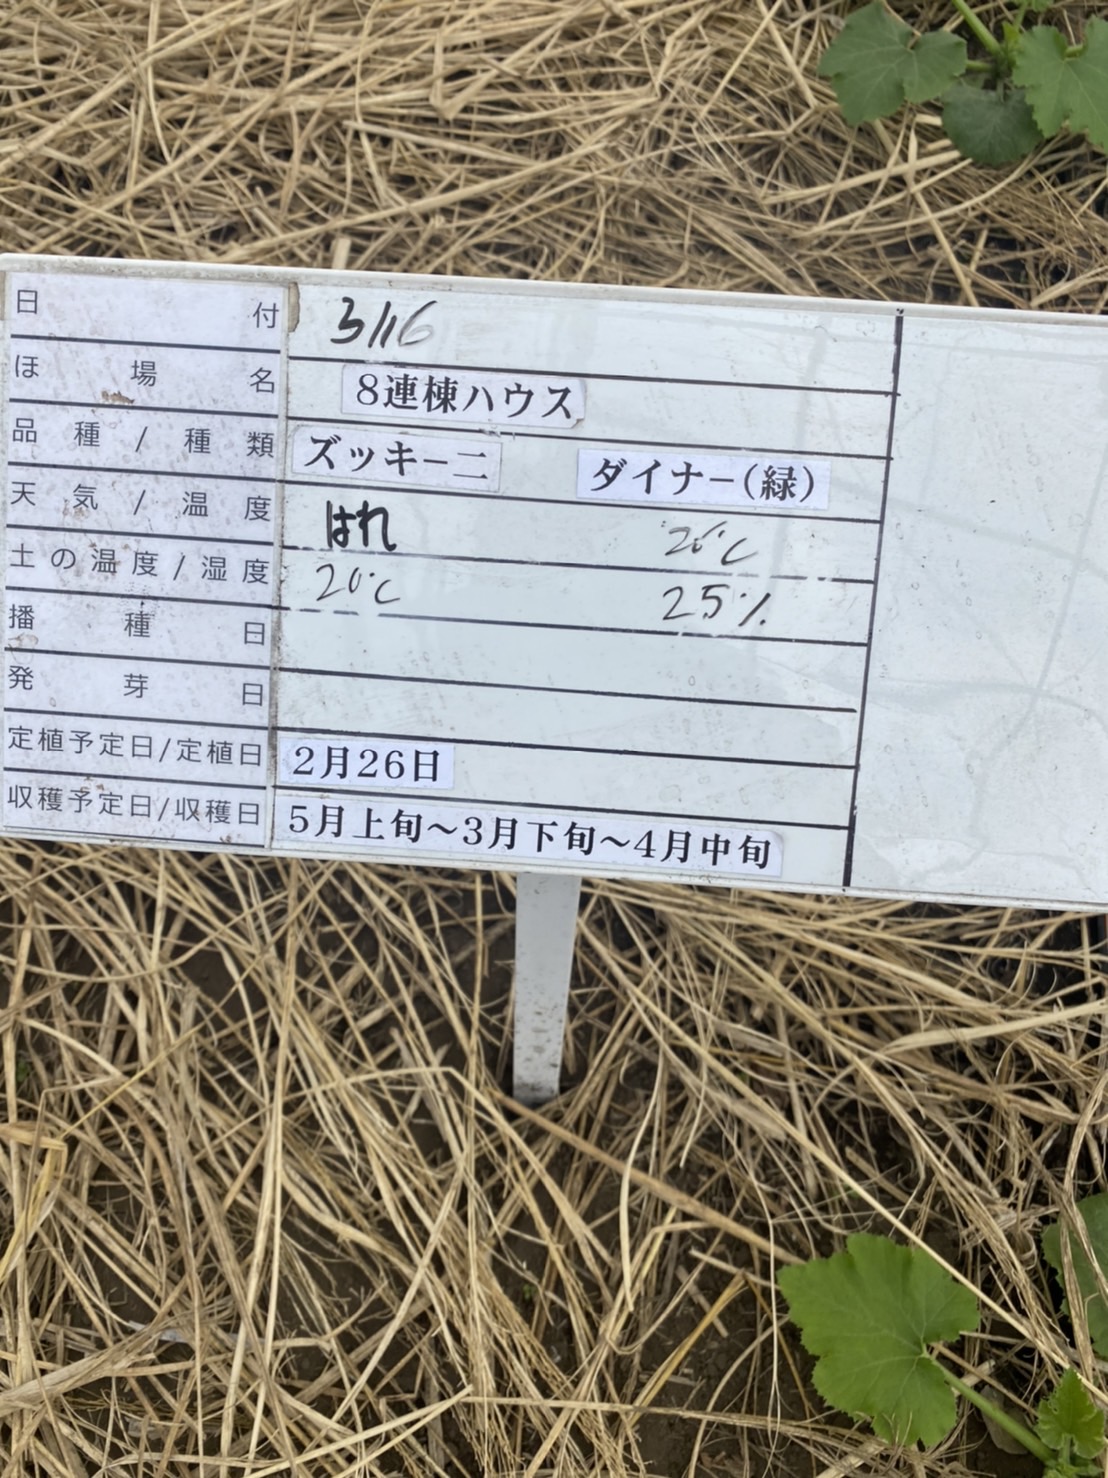 日付 3/16
ほ場名 8連棟ハウス
品種/種類 ズッキーニ ダイナー(緑)
天気/温度 はれ 26℃
土の温度/湿度 20℃ 25%
播種日
発芽日
定植予定日/定植日 2月26日
収穫予定日/収穫日 5月上旬〜3月下旬〜4月中旬